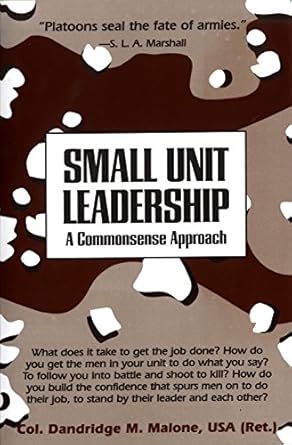 "Platoons seal the fate of armies."
—S. L. A. Marshall
SMALL UNIT
LEADERSHIP
A Commonsense Approach
What does it take to get the job done? How do
you get the men in your unit to do what you say?
To follow you into battle and shoot to kill? How do
you build the confidence that spurs men on to do
their job, to stand by their leader and each other?
Col. Dandridge M. Malone, USA (Ret.)